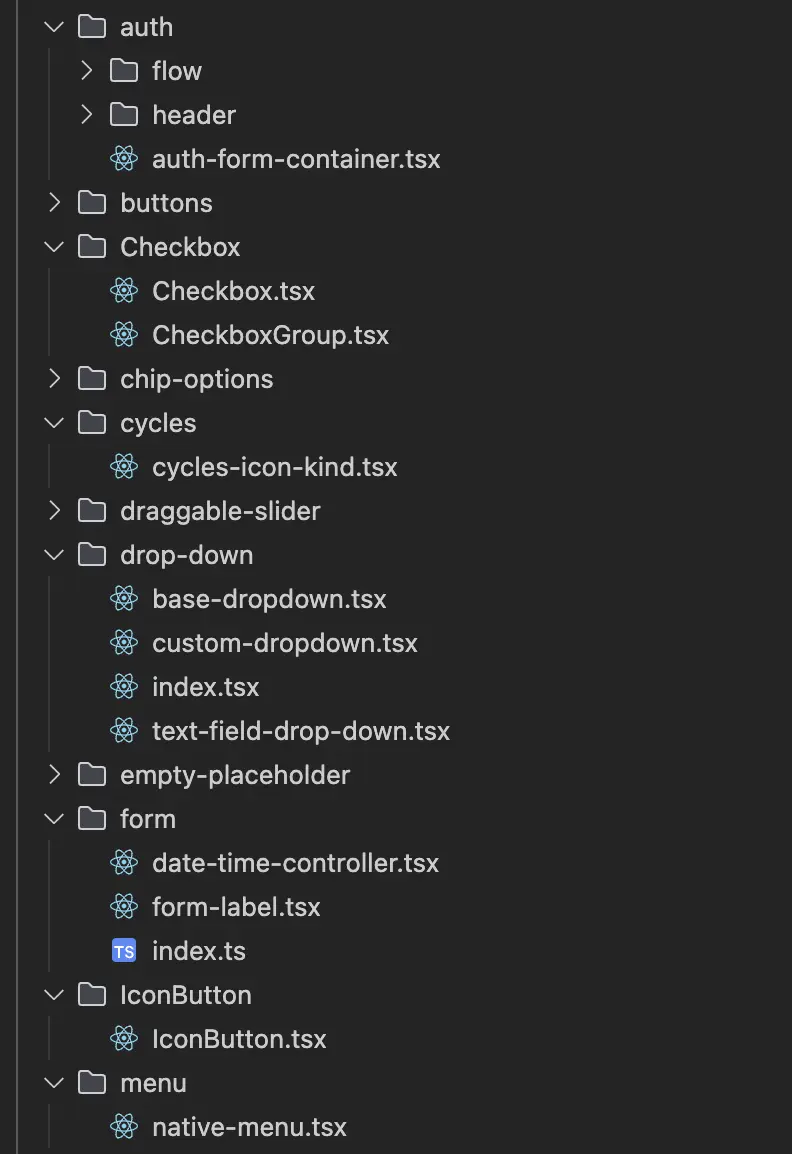 auth
flow
header
auth-form-container.tsx
buttons
Checkbox
Checkbox.tsx
CheckboxGroup.tsx
chip-options
cycles
cycles-icon-kind.tsx
draggable-slider
drop-down
base-dropdown.tsx
custom-dropdown.tsx
index.tsx
text-field-drop-down.tsx
empty-placeholder
form
date-time-controller.tsx
form-label.tsx
TS index.ts
IconButton
IconButton.tsx
menu
native-menu.tsx